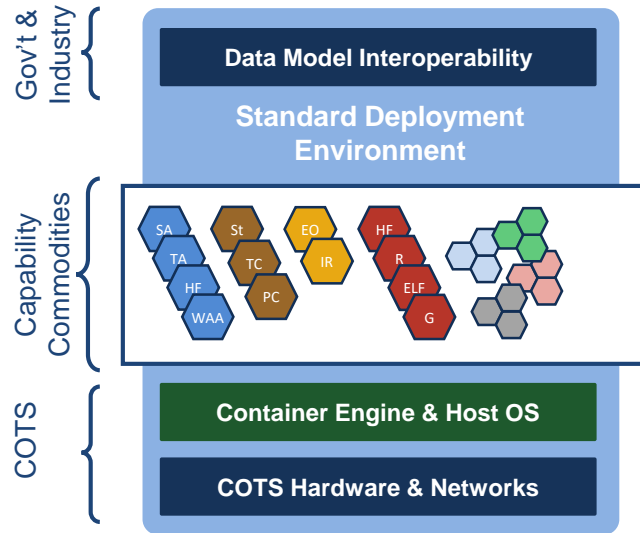 Gov't &
Industry
Data Model Interoperability
Standard Deployment
Environment
Capability
Commodities
SA
TA
HF
WAA
St
TC
PC
EO
IR
HF
R
ELF
G
COTS
Container Engine & Host OS
COTS Hardware & Networks